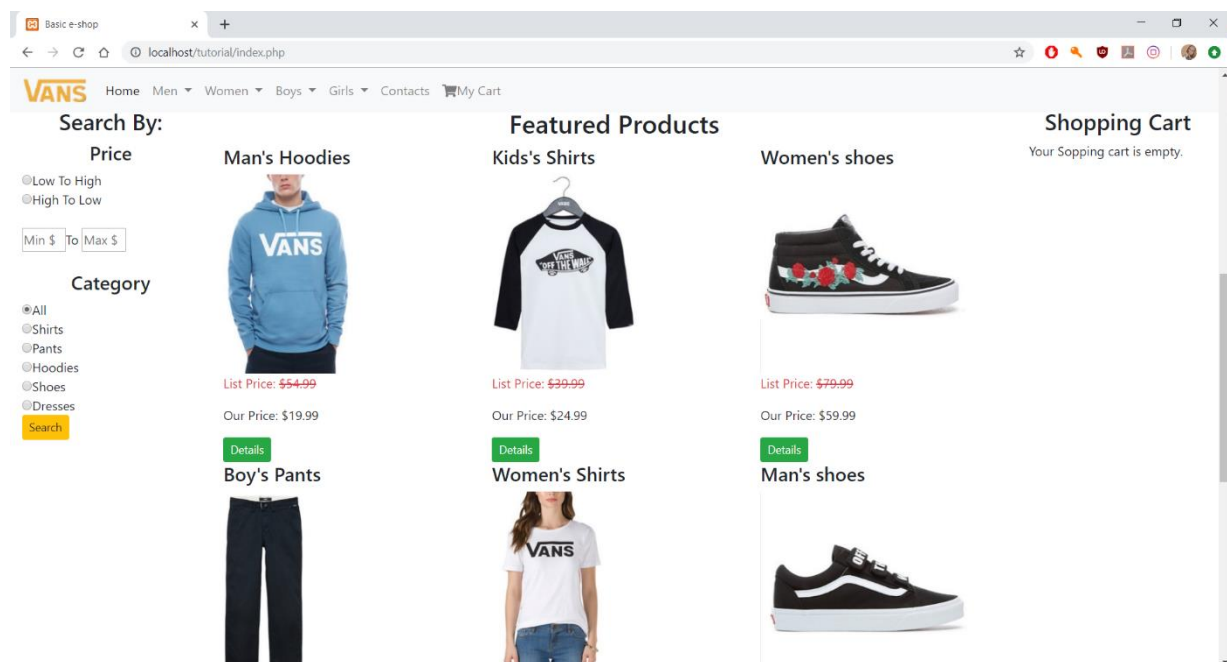 Basic e-shop
localhost/tutorial/index.php
VANS Home Men Women Boys Girls Contacts My Cart
Search By:
Price
Low To High
High To Low
Min $ To Max $
Category
All
Shirts
Pants
Hoodies
Shoes
Dresses
Search
Featured Products
Man's Hoodies
VANS
List Price: $54.99
Our Price: $19.99
Details
Kids's Shirts
VANS
"OFF THE WALL"
List Price: $39.99
Our Price: $24.99
Details
Women's shoes
List Price: $79.99
Our Price: $59.99
Details
Boy's Pants
Women's Shirts
VANS
Man's shoes
Shopping Cart
Your Sopping cart is empty.